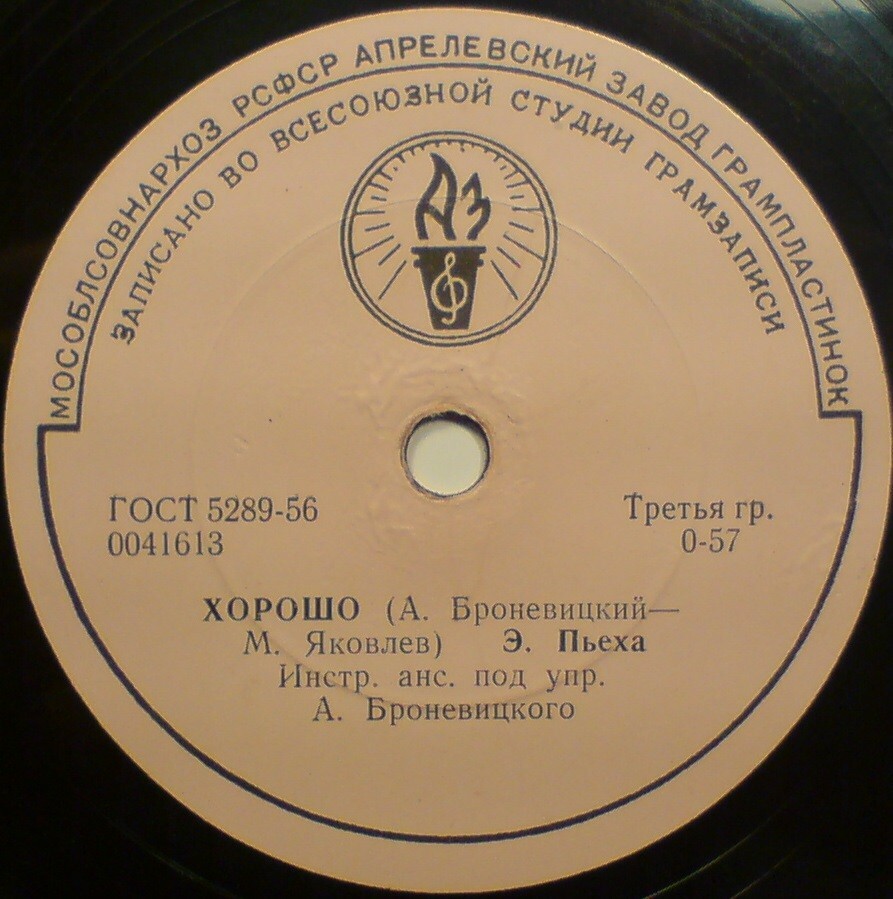 МОСОБЛСОВНАРХОЗ РСФСР АПРЕЛЕВСКИЙ ЗАВОД ГРАМПЛАСТИНОК
ЗАПИСАНО ВО ВСЕСОЮЗНОЙ СТУДИИ ГРАМЗАПИСИ
АЗ
ГОСТ 5289-56
0041613
Третья гр.
0-57
ХОРОШО (А. Броневицкий—
М. Яковлев) Э. Пьеха
Инстр. анс. под упр.
А. Броневицкого